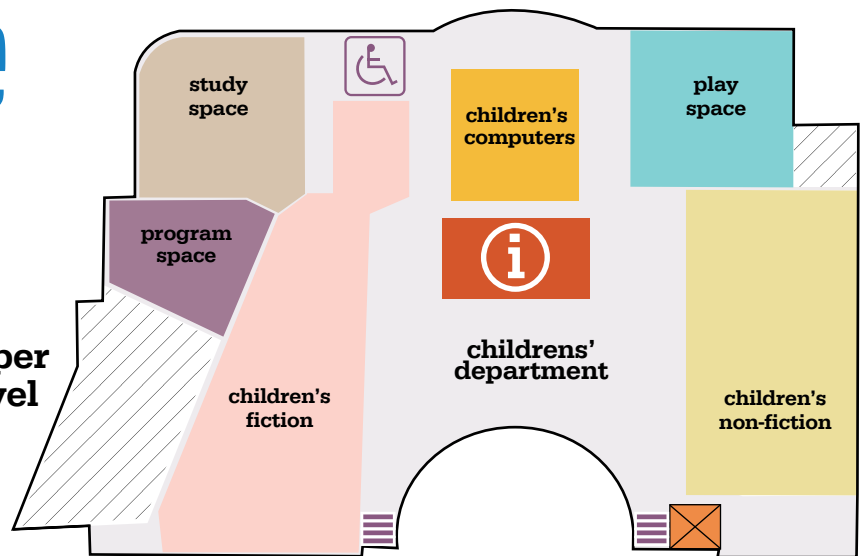 e
study
space
children's
computers
play
space
program
space
i
per
vel
childrens'
department
children's
fiction
children's
non-fiction